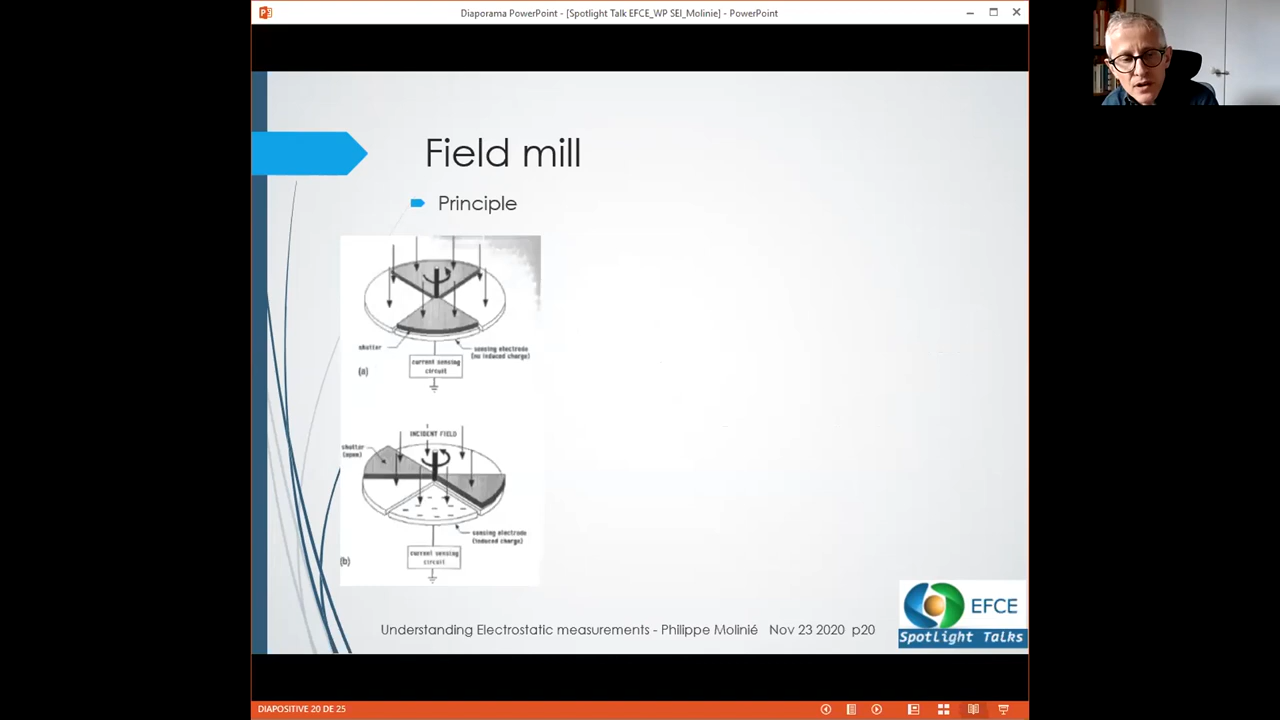 Diaporama PowerPoint - [Spotlight Talk EFCE_WP SEI_Molinie] - PowerPoint
Field mill
Principle
shutter
sensing electrode
(no induced charge)
current sensing
circuit
(a)
INCIDENT FIELD
shutter
(open)
sensing electrode
(induced charge)
current sensing
circuit
(b)
EFCE
Spotlight Talks
Understanding Electrostatic measurements - Philippe Molinié Nov 23 2020 p20
DIAPOSITIVE 20 DE 25